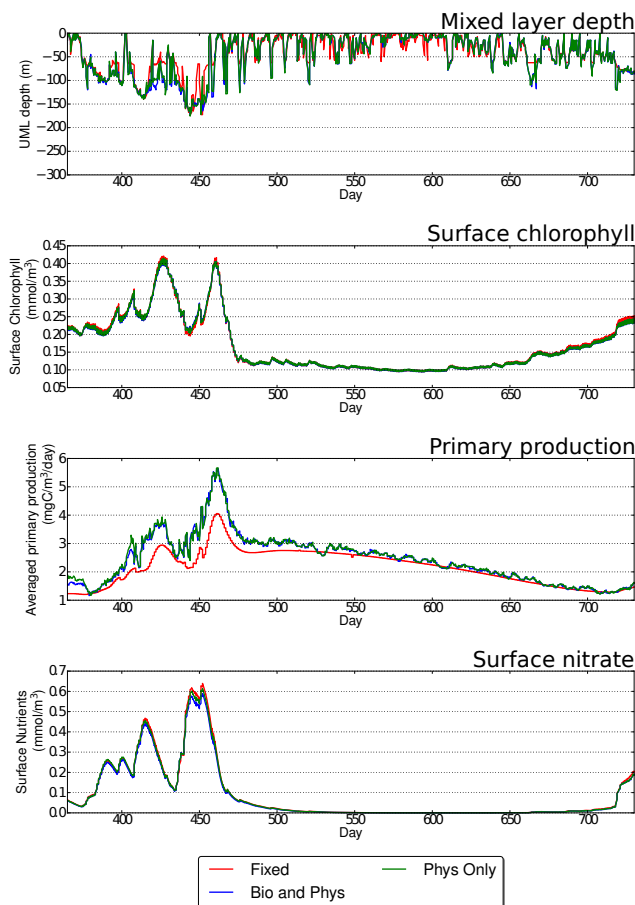 Mixed layer depth
0
−50
−100
−150
−200
−250
−300
UML depth (m)
400 450 500 550 600 650 700
Day
Surface chlorophyll
0.45
0.40
0.35
0.30
0.25
0.20
0.15
0.10
0.05
Surface Chlorophyll
(mmol/m³)
400 450 500 550 600 650 700
Day
Primary production
6
5
4
3
2
1
Averaged primary production
(mgC/m³/day)
400 450 500 550 600 650 700
Day
Surface nitrate
0.7
0.6
0.5
0.4
0.3
0.2
0.1
0.0
Surface Nutrients
(mmol/m³)
400 450 500 550 600 650 700
Day
Fixed Phys Only
Bio and Phys